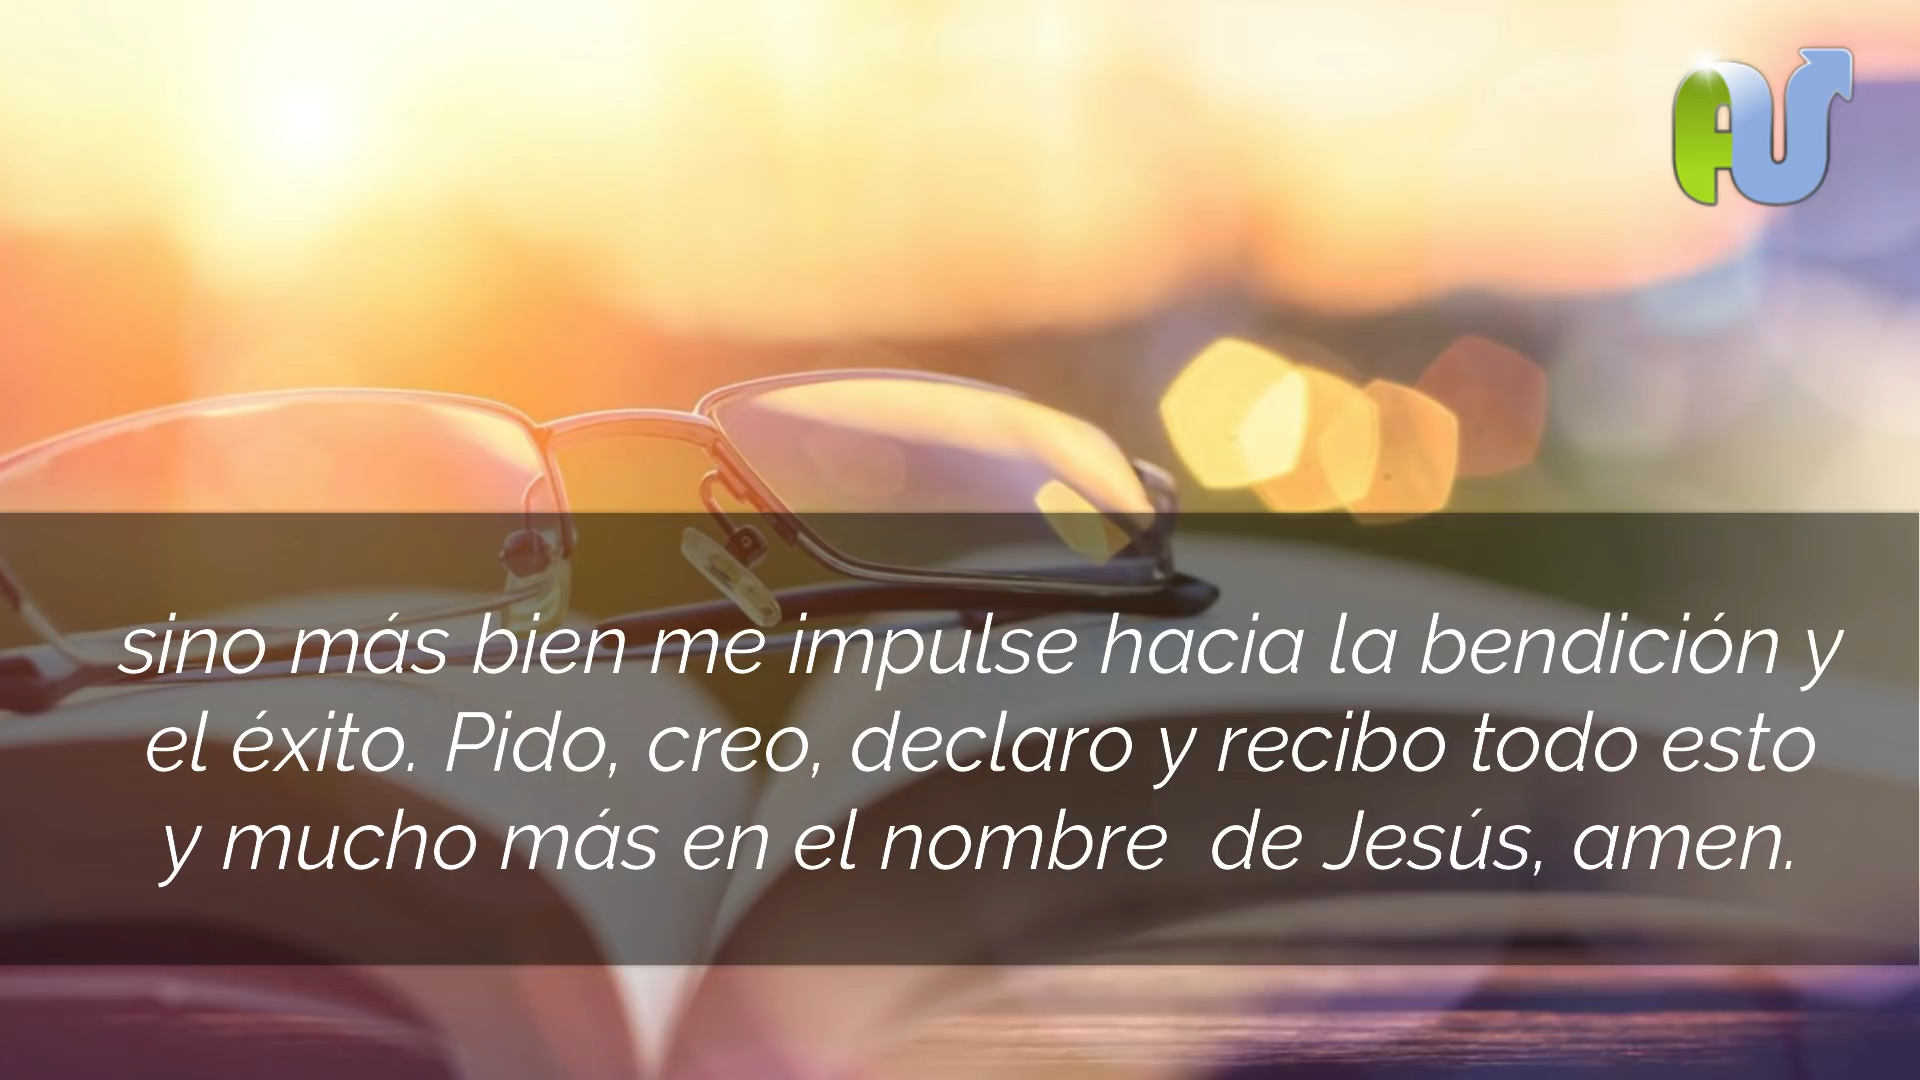 AU
sino más bien me impulse hacia la bendición y
el éxito. Pido, creo, declaro y recibo todo esto
y mucho más en el nombre  de Jesús, amen.